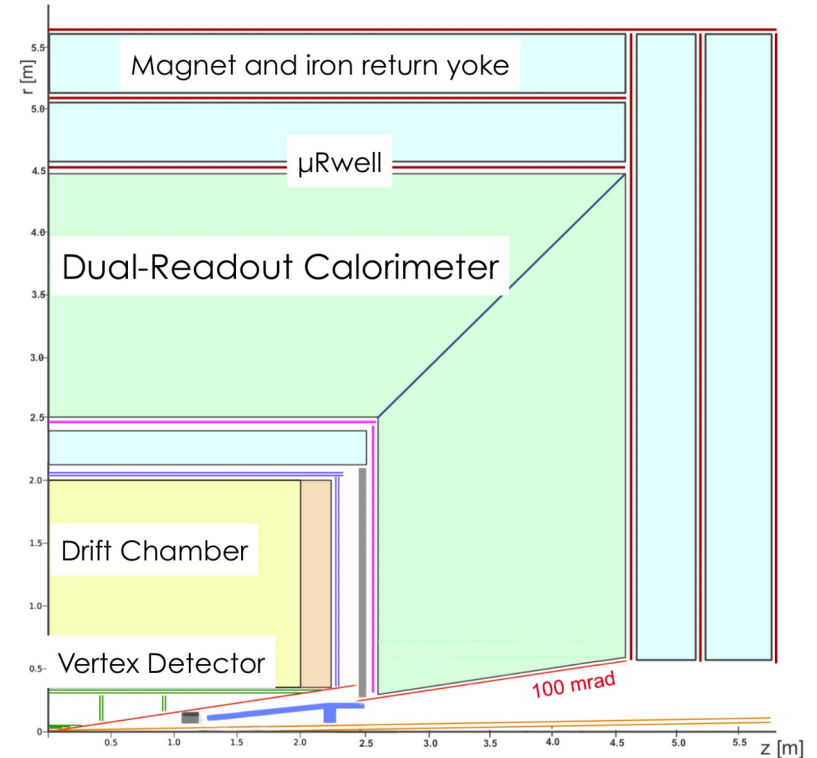 5.5
r [m]
Magnet and iron return yoke
5.0
µRwell
4.5
4.0
Dual-Readout Calorimeter
3.5
3.0
2.5
2.0
Drift Chamber
1.5
1.0
Vertex Detector
0.5
100 mrad
0
0.5 1.0 1.5 2.0 2.5 3.0 3.5 4.0 4.5 5.0 5.5
z [m]